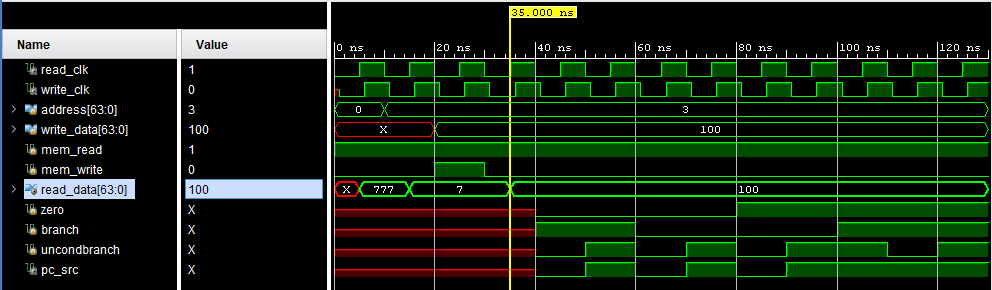 35.000 ns
Name Value
0 ns 20 ns 40 ns 60 ns 80 ns 100 ns 120 ns
read_clk 1
write_clk 0
address[63:0] 3 0 3
write_data[63:0] 100 X 100
mem_read 1
mem_write 0
read_data[63:0] 100 X 777 7 100
zero X
branch X
uncondbranch X
pc_src X